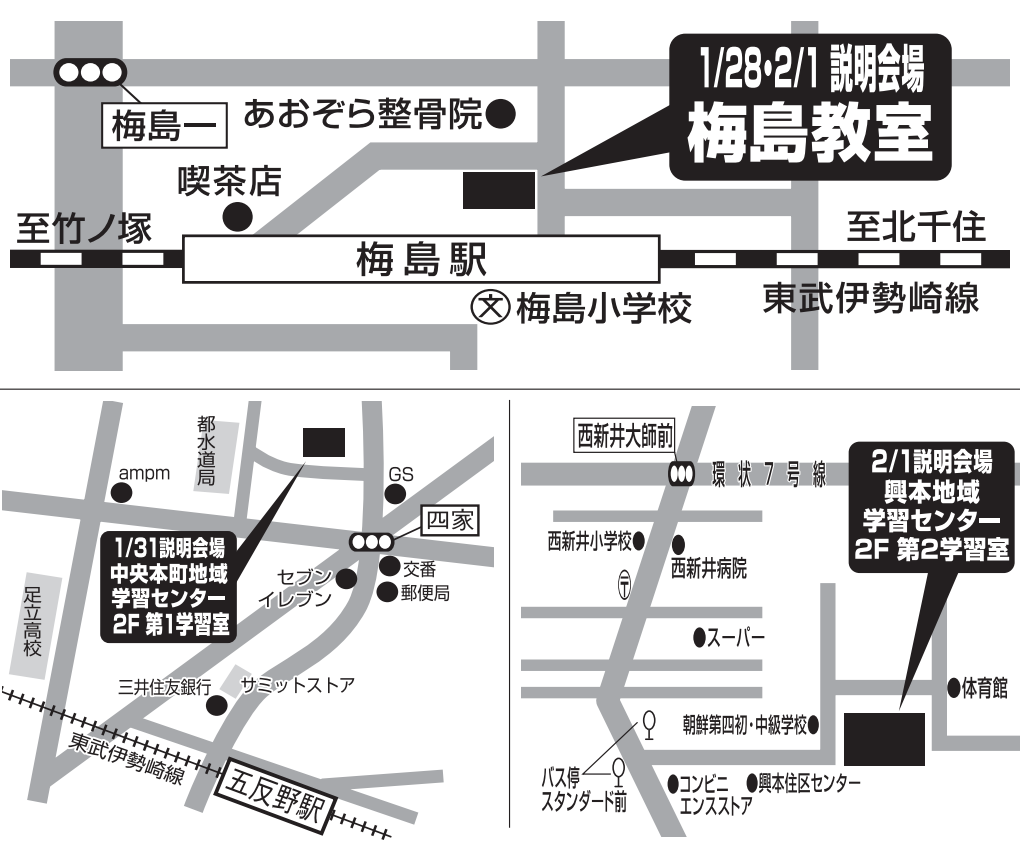 1/28・2/1 説明会場
梅島教室
梅島一
あおぞら整骨院
喫茶店
至竹ノ塚
梅島駅
至北千住
東武伊勢崎線
文
梅島小学校
都水道局
ampm
GS
四家
1/31説明会場
中央本町地域
学習センター
2F 第1学習室
セブン
イレブン
交番
郵便局
足立高校
三井住友銀行
サミットストア
東武伊勢崎線
五反野駅
西新井大師前
環状7号線
2/1説明会場
興本地域
学習センター
2F 第2学習室
西新井小学校
西新井病院
〒
スーパー
体育館
朝鮮第四初・中級学校
バス停
スタンダード前
コンビニ
エンスストア
興本住区センター